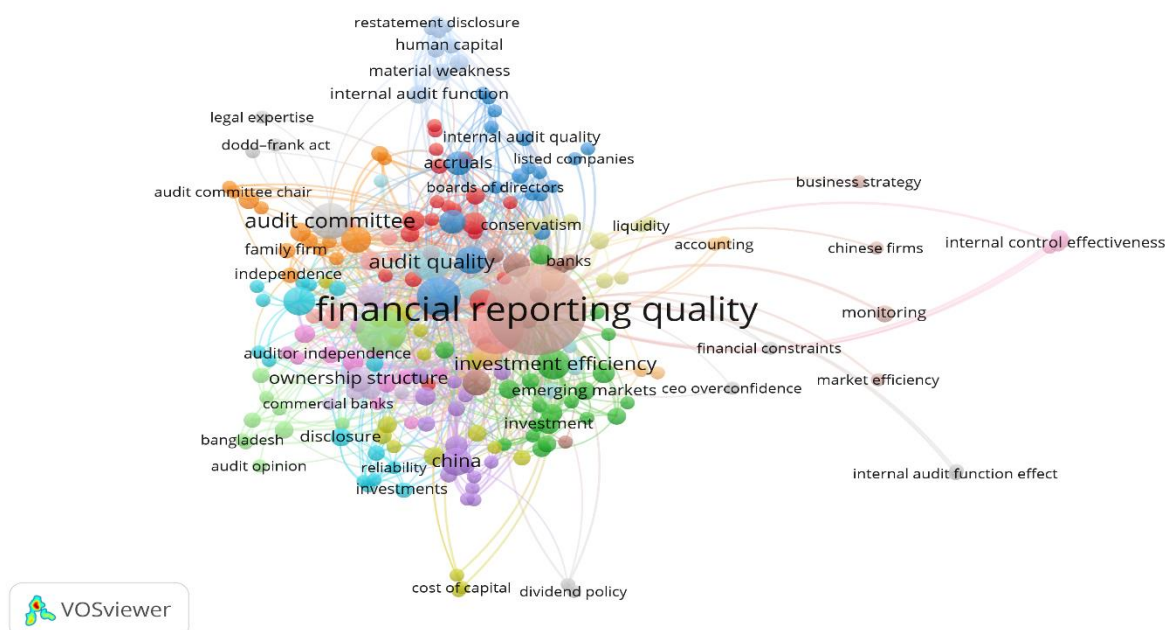 restatement disclosure
human capital
material weakness
internal audit function
legal expertise
internal audit quality
dodd–frank act
accruals
listed companies
audit committee chair
boards of directors
business strategy
audit committee
conservatism
liquidity
accounting
chinese firms
internal control effectiveness
family firm
independence
audit quality
banks
financial reporting quality
monitoring
auditor independence
financial constraints
investment efficiency
ownership structure
emerging markets
ceo overconfidence
market efficiency
commercial banks
investment
bangladesh
disclosure
audit opinion
reliability
china
internal audit function effect
investments
cost of capital
dividend policy
VOSviewer